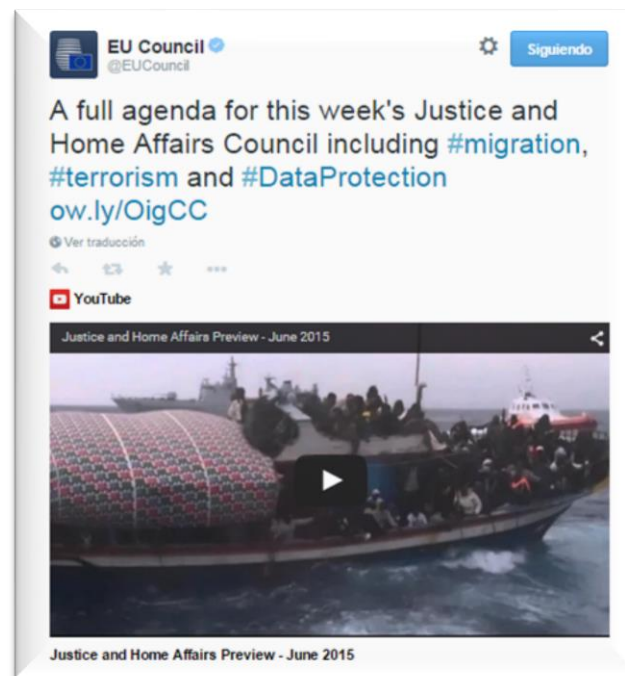 EU Council
Siguiendo
@EUCouncil
A full agenda for this week's Justice and
Home Affairs Council including #migration,
#terrorism and #DataProtection
ow.ly/OigCC
Ver traducción
YouTube
Justice and Home Affairs Preview - June 2015
Justice and Home Affairs Preview - June 2015